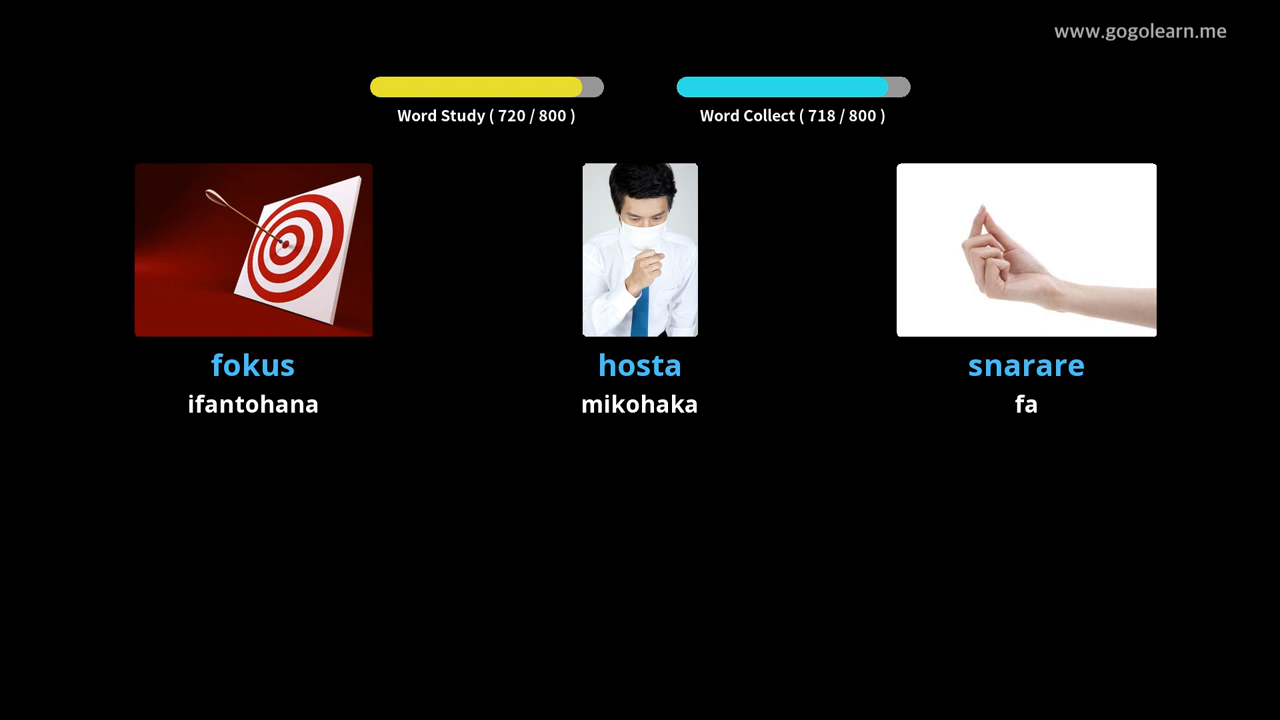 www.gogolearn.me
Word Study ( 720 / 800 )
Word Collect ( 718 / 800 )
fokus
ifantohana
hosta
mikohaka
snarare
fa